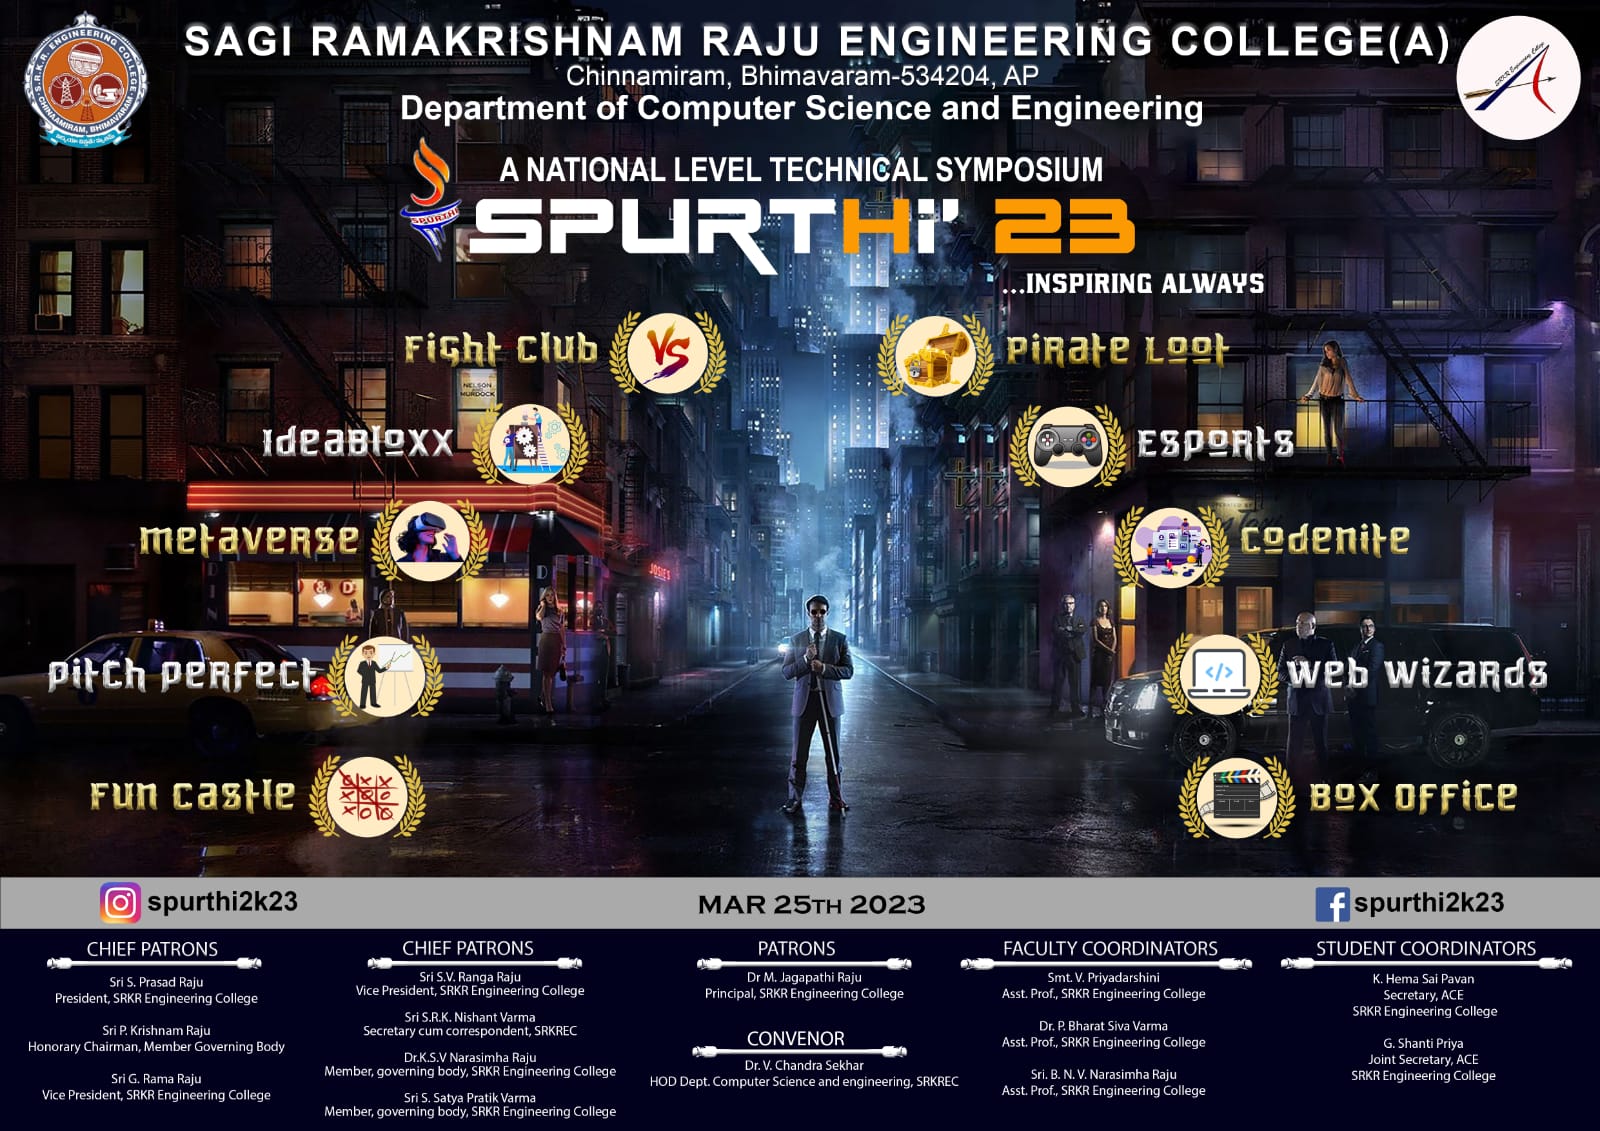 S.R.K.R. ENGINEERING COLLEGE
CHINAAMIRAM, BHIMAVARAM
SAGI RAMAKRISHNAM RAJU ENGINEERING COLLEGE(A)
Chinnamiram, Bhimavaram-534204, AP
Department of Computer Science and Engineering
SRKR Engineering College
A NATIONAL LEVEL TECHNICAL SYMPOSIUM
SPURTHI
SPURTHI' 23
...INSPIRING ALWAYS
Fight Club
VS
Pirate Loot
NELSON
MURDOCK
Ideabloxx
Esports
Metaverse
Codenite
JOSIE'S
Pitch Perfect
</>
Web Wizards
Fun Castle
Box Office
spurthi2k23
MAR 25TH 2023
spurthi2k23
CHIEF PATRONS
Sri S. Prasad Raju
President, SRKR Engineering College
Sri P. Krishnam Raju
Honorary Chairman, Member Governing Body
Sri G. Rama Raju
Vice President, SRKR Engineering College
CHIEF PATRONS
Sri S.V. Ranga Raju
Vice President, SRKR Engineering College
Sri S.R.K. Nishant Varma
Secretary cum correspondent, SRKREC
Dr.K.S.V Narasimha Raju
Member, governing body, SRKR Engineering College
Sri S. Satya Pratik Varma
Member, governing body, SRKR Engineering College
PATRONS
Dr M. Jagapathi Raju
Principal, SRKR Engineering College
CONVENOR
Dr. V. Chandra Sekhar
HOD Dept. Computer Science and engineering, SRKREC
FACULTY COORDINATORS
Smt. V. Priyadarshini
Asst. Prof., SRKR Engineering College
Dr. P. Bharat Siva Varma
Asst. Prof., SRKR Engineering College
Sri. B. N. V. Narasimha Raju
Asst. Prof., SRKR Engineering College
STUDENT COORDINATORS
K. Hema Sai Pavan
Secretary, ACE
SRKR Engineering College
G. Shanti Priya
Joint Secretary, ACE
SRKR Engineering College